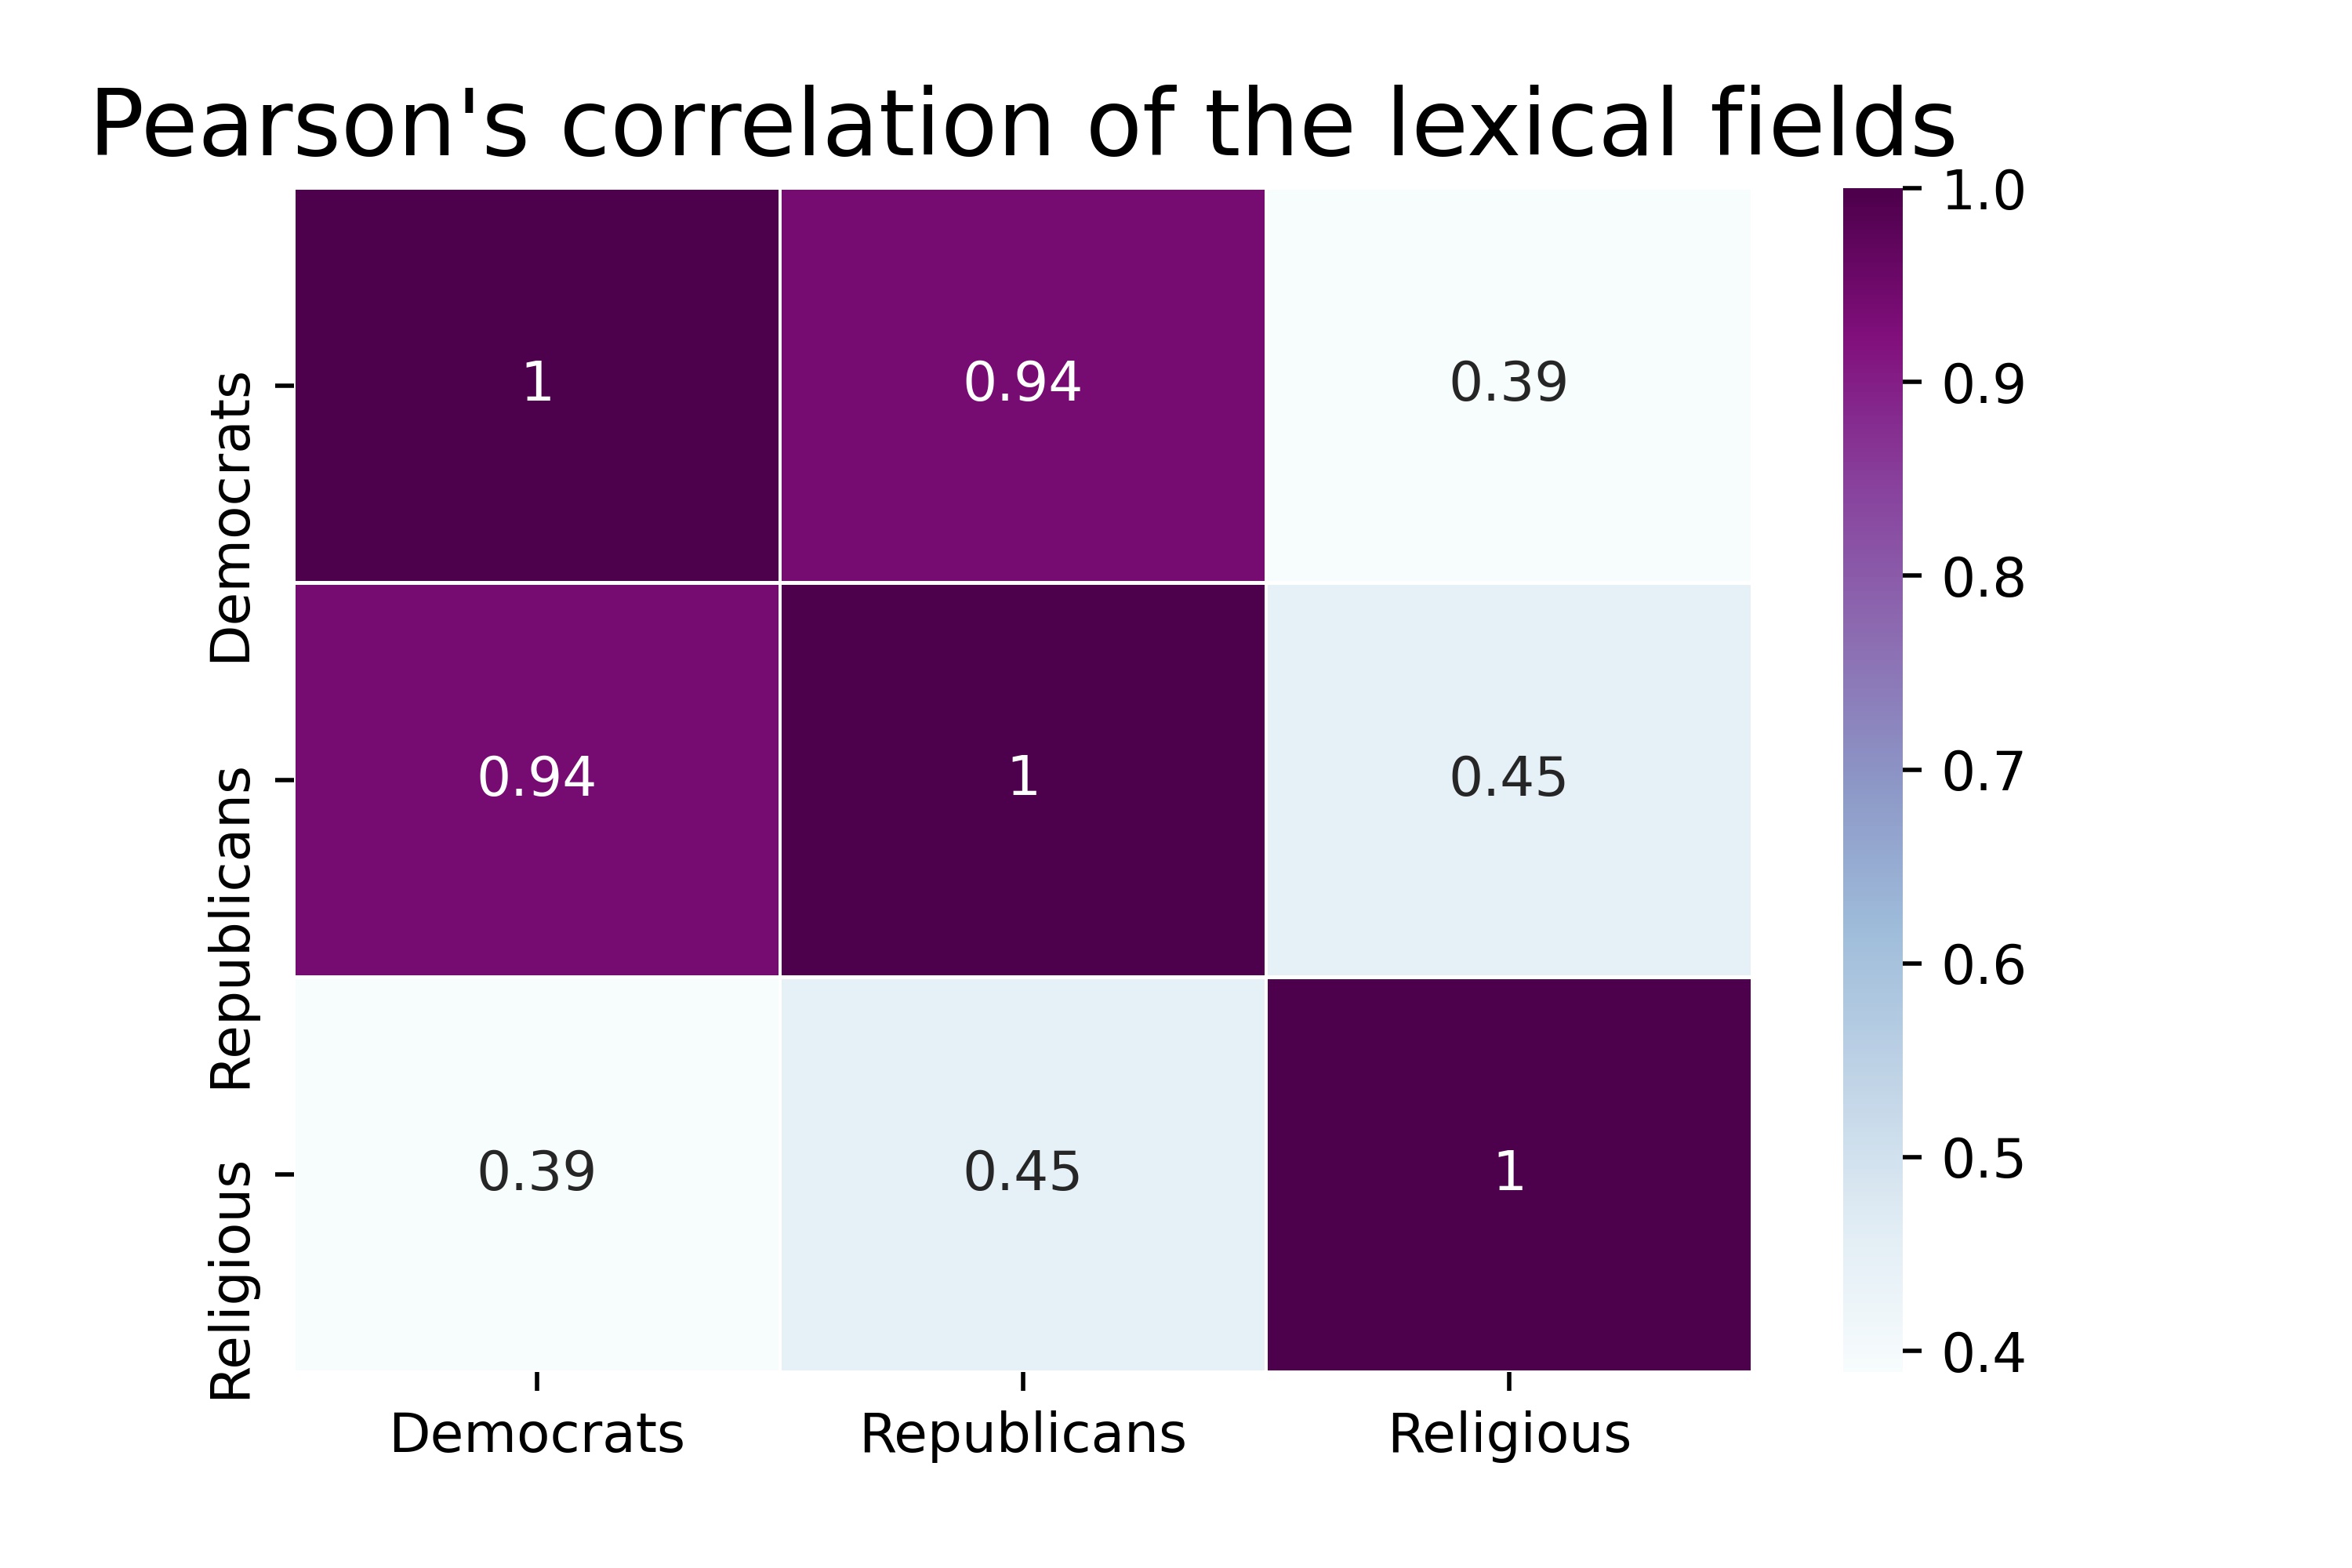 Pearson's correlation of the lexical fields
1 0.94 0.39
0.94 1 0.45
0.39 0.45 1
Democrats
Republicans
Religious
Democrats Republicans Religious
1.0
0.9
0.8
0.7
0.6
0.5
0.4